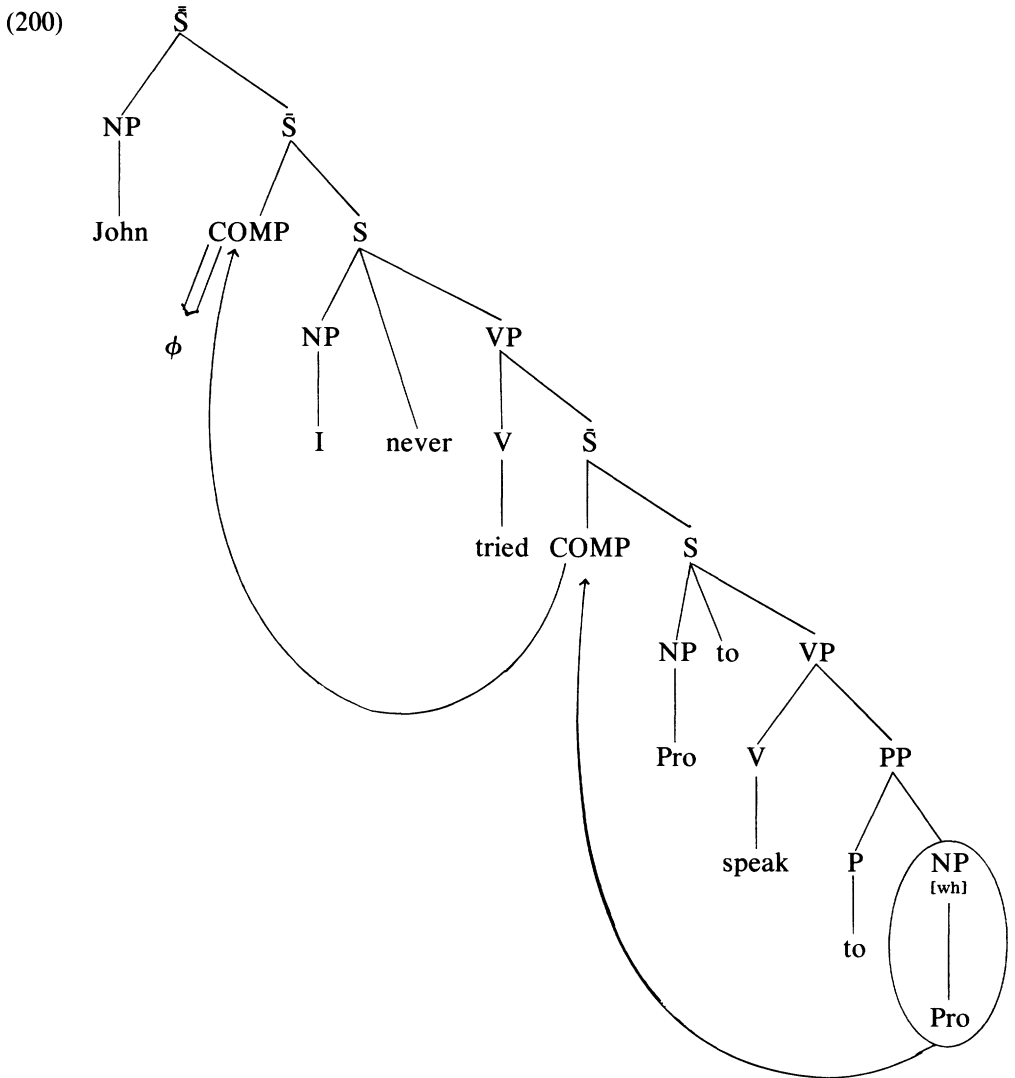 (200)
S̿
NP S̄
John COMP S
ϕ NP VP
I never V S̄
tried COMP S
NP to VP
Pro V PP
speak P NP
[wh]
to
Pro